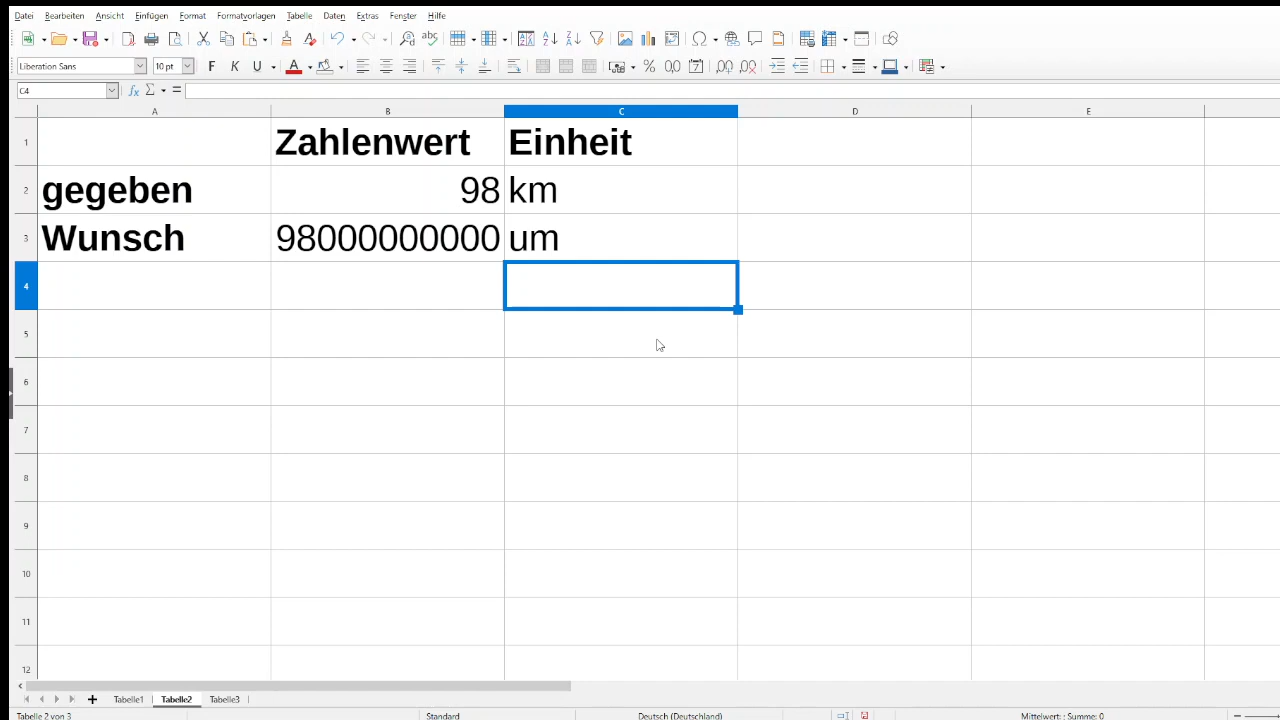 Datei Bearbeiten Ansicht Einfügen Format Formatvorlagen Tabelle Daten Extras Fenster Hilfe
Liberation Sans 10 pt F K U
C4 =
A B C D E
1 Zahlenwert Einheit
2 gegeben 98 km
3 Wunsch 98000000000 um
4
5
6
7
8
9
10
11
12
Tabelle1 Tabelle2 Tabelle3
Tabelle 2 von 3 Standard Deutsch (Deutschland) Mittelwert: ; Summe: 0